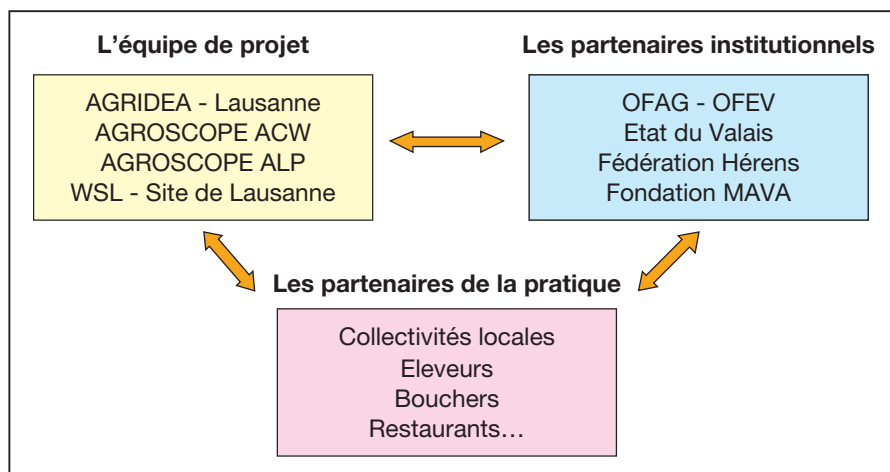 L'équipe de projet
AGRIDEA - Lausanne
AGROSCOPE ACW
AGROSCOPE ALP
WSL - Site de Lausanne
Les partenaires institutionnels
OFAG - OFEV
Etat du Valais
Fédération Hérens
Fondation MAVA
Les partenaires de la pratique
Collectivités locales
Eleveurs
Bouchers
Restaurants…